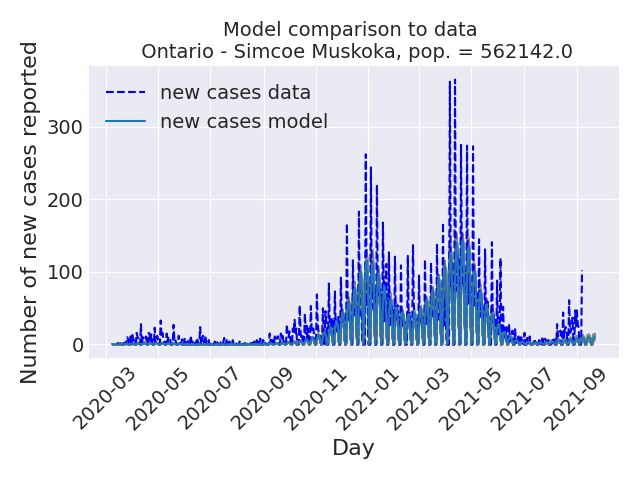 Model comparison to data
Ontario - Simcoe Muskoka, pop. = 562142.0
new cases data
new cases model
Number of new cases reported
300
200
100
0
2020-03
2020-05
2020-07
2020-09
2020-11
2021-01
2021-03
2021-05
2021-07
2021-09
Day